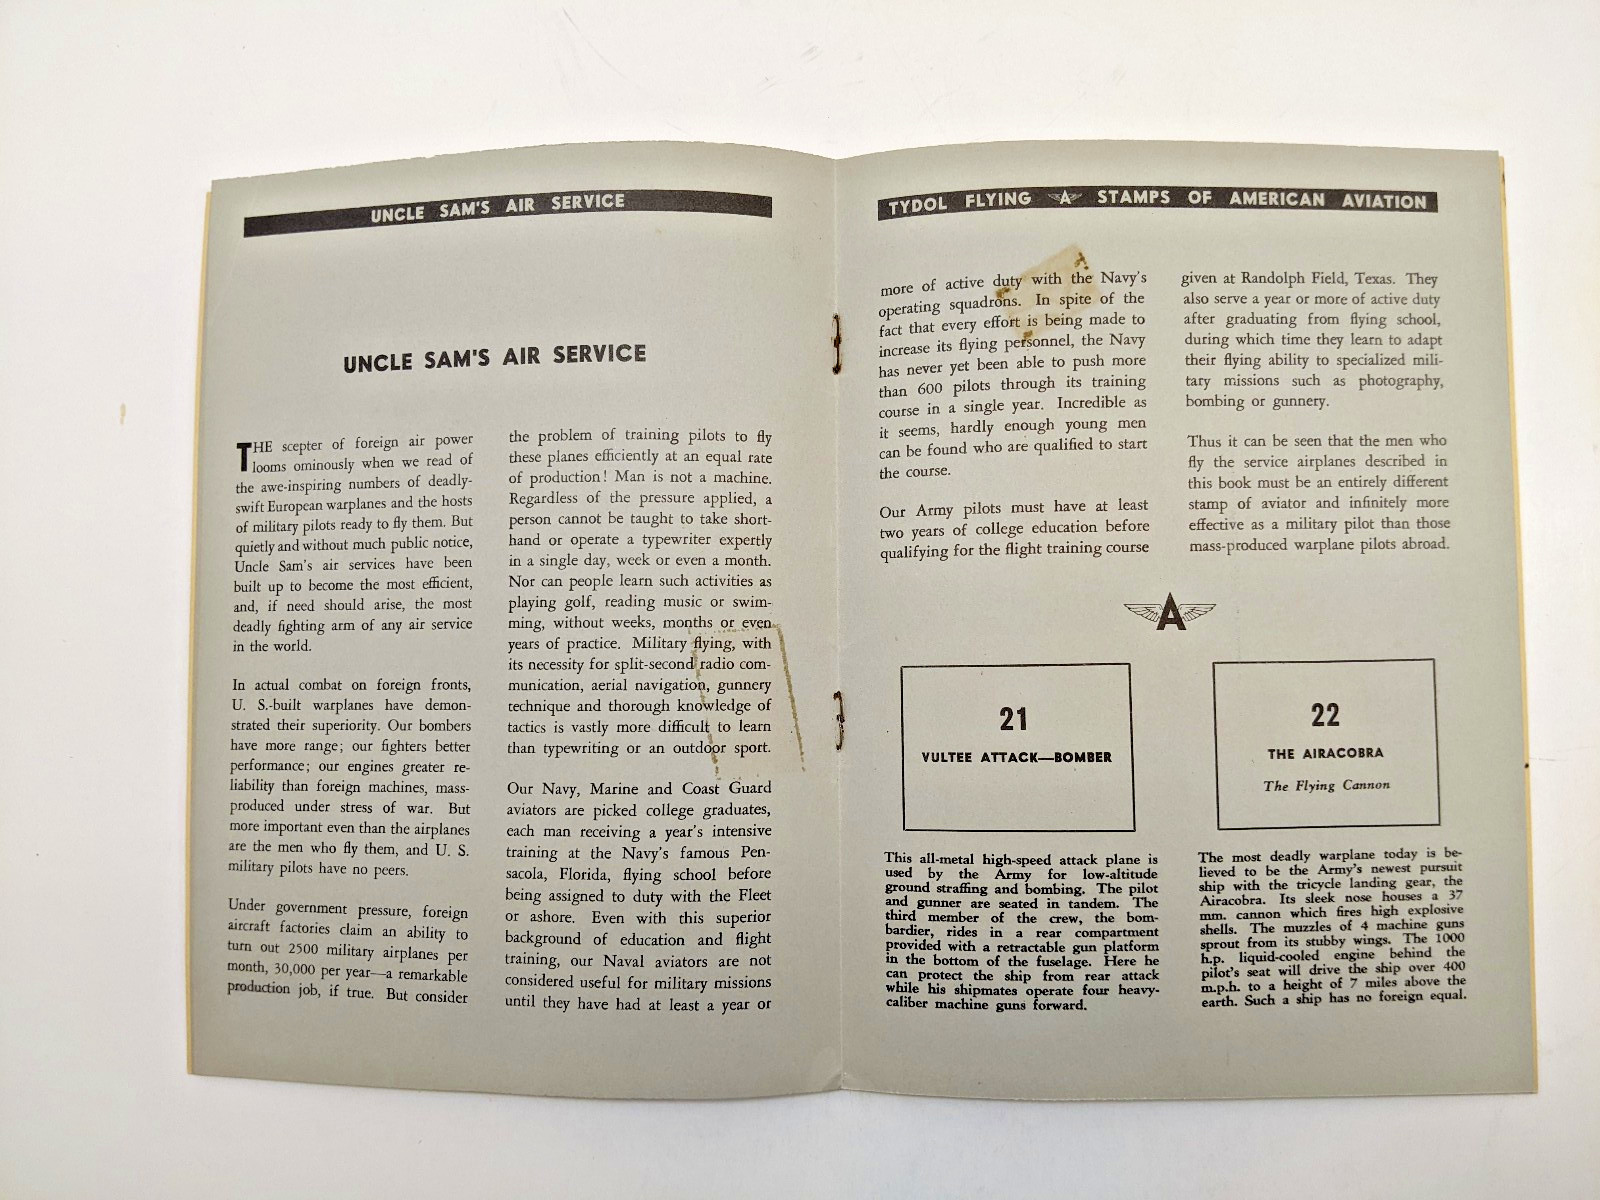 UNCLE SAM'S AIR SERVICE
UNCLE SAM'S AIR SERVICE
THE scepter of foreign air power
looms ominously when we read of
the awe-inspiring numbers of deadly-
swift European warplanes and the hosts
of military pilots ready to fly them. But
quietly and without much public notice,
Uncle Sam's air services have been
built up to become the most efficient,
and, if need should arise, the most
deadly fighting arm of any air service
in the world.
In actual combat on foreign fronts,
U. S.-built warplanes have demon-
strated their superiority. Our bombers
have more range; our fighters better
performance; our engines greater re-
liability than foreign machines, mass-
produced under stress of war. But
more important even than the airplanes
are the men who fly them, and U. S.
military pilots have no peers.
Under government pressure, foreign
aircraft factories claim an ability to
turn out 2500 military airplanes per
month, 30,000 per year—a remarkable
production job, if true. But consider
the problem of training pilots to fly
these planes efficiently at an equal rate
of production! Man is not a machine.
Regardless of the pressure applied, a
person cannot be taught to take short-
hand or operate a typewriter expertly
in a single day, week or even a month.
Nor can people learn such activities as
playing golf, reading music or swim-
ming, without weeks, months or even
years of practice. Military flying, with
its necessity for split-second radio com-
munication, aerial navigation, gunnery
technique and thorough knowledge of
tactics is vastly more difficult to learn
than typewriting or an outdoor sport.
Our Navy, Marine and Coast Guard
aviators are picked college graduates,
each man receiving a year's intensive
training at the Navy's famous Pen-
sacola, Florida, flying school before
being assigned to duty with the Fleet
or ashore. Even with this superior
background of education and flight
training, our Naval aviators are not
considered useful for military missions
until they have had at least a year or
TYDOL FLYING A STAMPS OF AMERICAN AVIATION
more of active duty with the Navy's
operating squadrons. In spite of the
fact that every effort is being made to
increase its flying personnel, the Navy
has never yet been able to push more
than 600 pilots through its training
course in a single year. Incredible as
it seems, hardly enough young men
can be found who are qualified to start
the course.
Our Army pilots must have at least
two years of college education before
qualifying for the flight training course
given at Randolph Field, Texas. They
also serve a year or more of active duty
after graduating from flying school,
during which time they learn to adapt
their flying ability to specialized mili-
tary missions such as photography,
bombing or gunnery.
Thus it can be seen that the men who
fly the service airplanes described in
this book must be an entirely different
stamp of aviator and infinitely more
effective as a military pilot than those
mass-produced warplane pilots abroad.
A
21
VULTEE ATTACK—BOMBER
This all-metal high-speed attack plane is
used by the Army for low-altitude
ground straffing and bombing. The pilot
and gunner are seated in tandem. The
third member of the crew, the bom-
bardier, rides in a rear compartment
provided with a retractable gun platform
in the bottom of the fuselage. Here he
can protect the ship from rear attack
while his shipmates operate four heavy-
caliber machine guns forward.
22
THE AIRACOBRA
The Flying Cannon
The most deadly warplane today is be-
lieved to be the Army's newest pursuit
ship with the tricycle landing gear, the
Airacobra. Its sleek nose houses a 37
mm. cannon which fires high explosive
shells. The muzzles of 4 machine guns
sprout from its stubby wings. The 1000
h.p. liquid-cooled engine behind the
pilot's seat will drive the ship over 400
m.p.h. to a height of 7 miles above the
earth. Such a ship has no foreign equal.